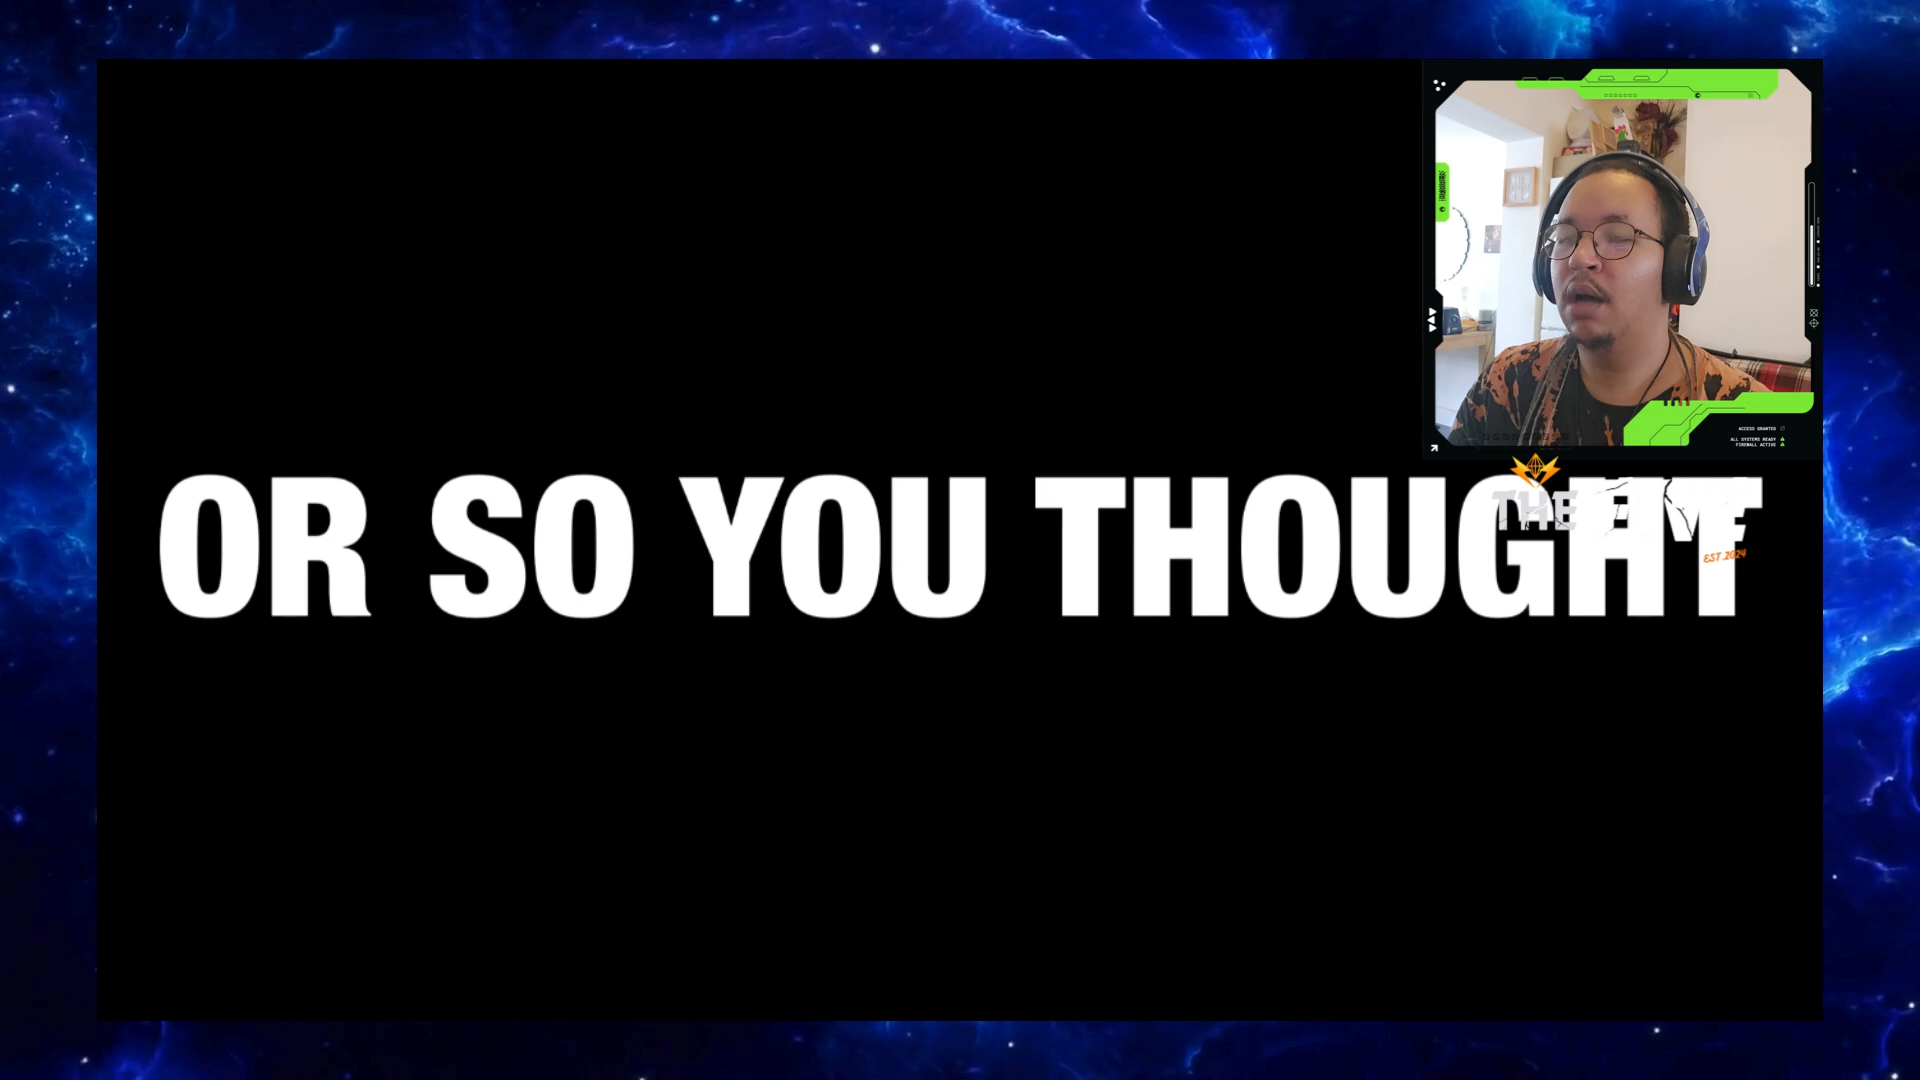 ACCESS GRANTED
ALL SYSTEMS READY
FIREWALL ACTIVE
OR SO YOU THOUGHT
THE
EST.2024